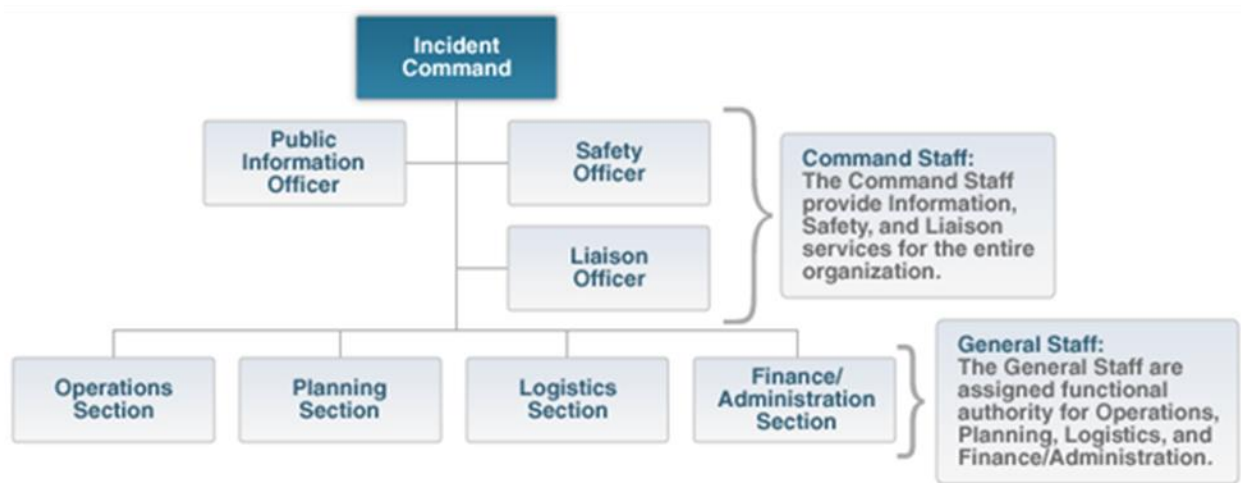 Incident
Command
Public
Information
Officer
Safety
Officer
Liaison
Officer
Command Staff:
The Command Staff
provide Information,
Safety, and Liaison
services for the entire
organization.
Operations
Section
Planning
Section
Logistics
Section
Finance/
Administration
Section
General Staff:
The General Staff are
assigned functional
authority for Operations,
Planning, Logistics, and
Finance/Administration.